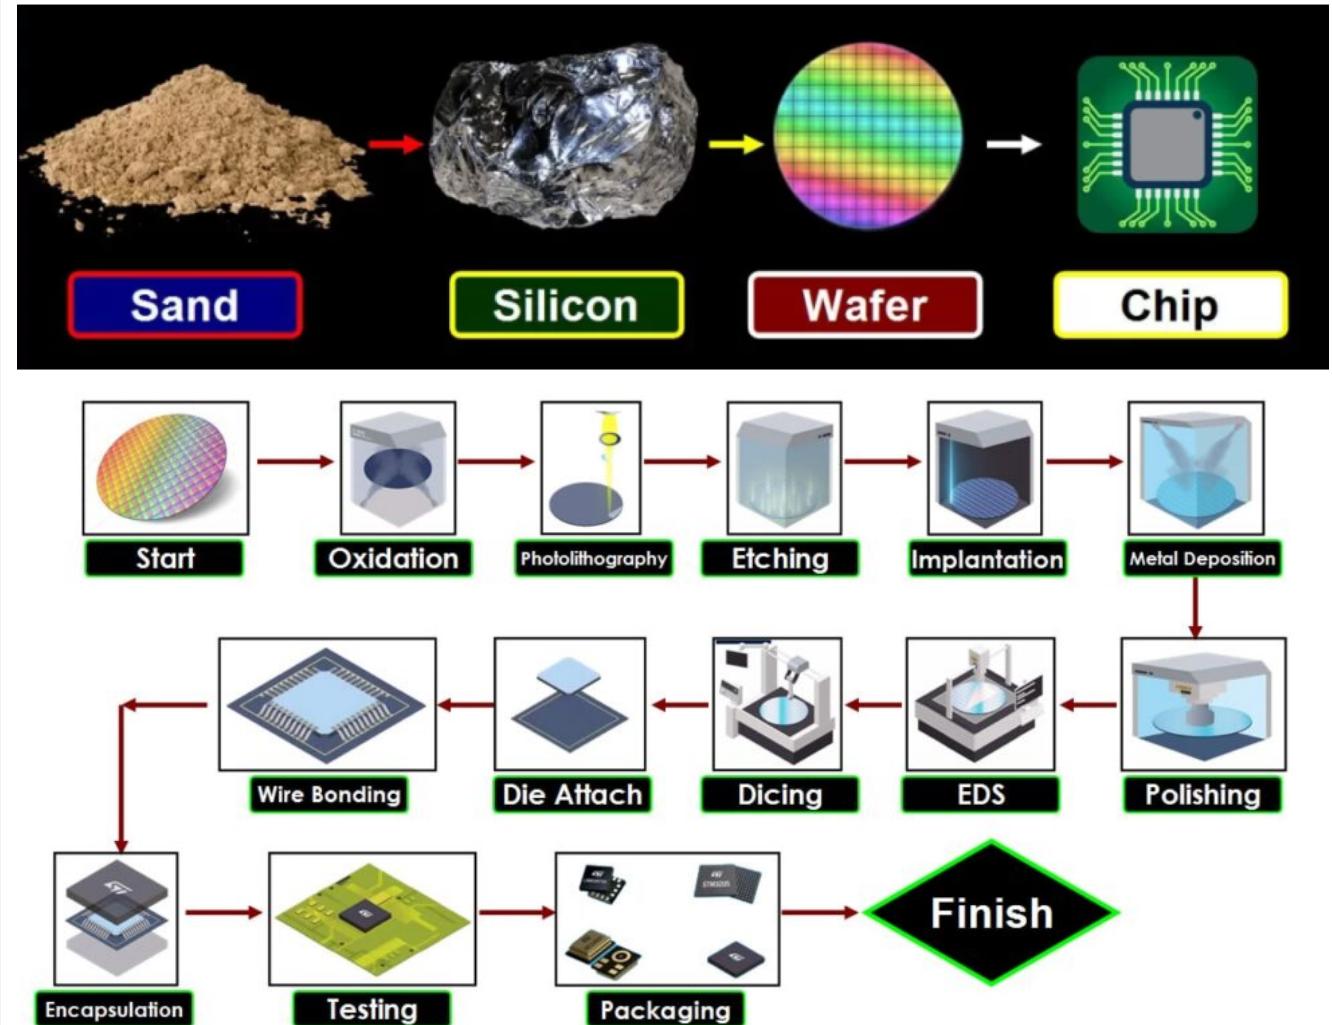 Sand
Silicon
Wafer
Chip
Start
Oxidation
Photolithography
Etching
Implantation
Metal Deposition
Wire Bonding
Die Attach
Dicing
EDS
Polishing
Encapsulation
Testing
Packaging
Finish